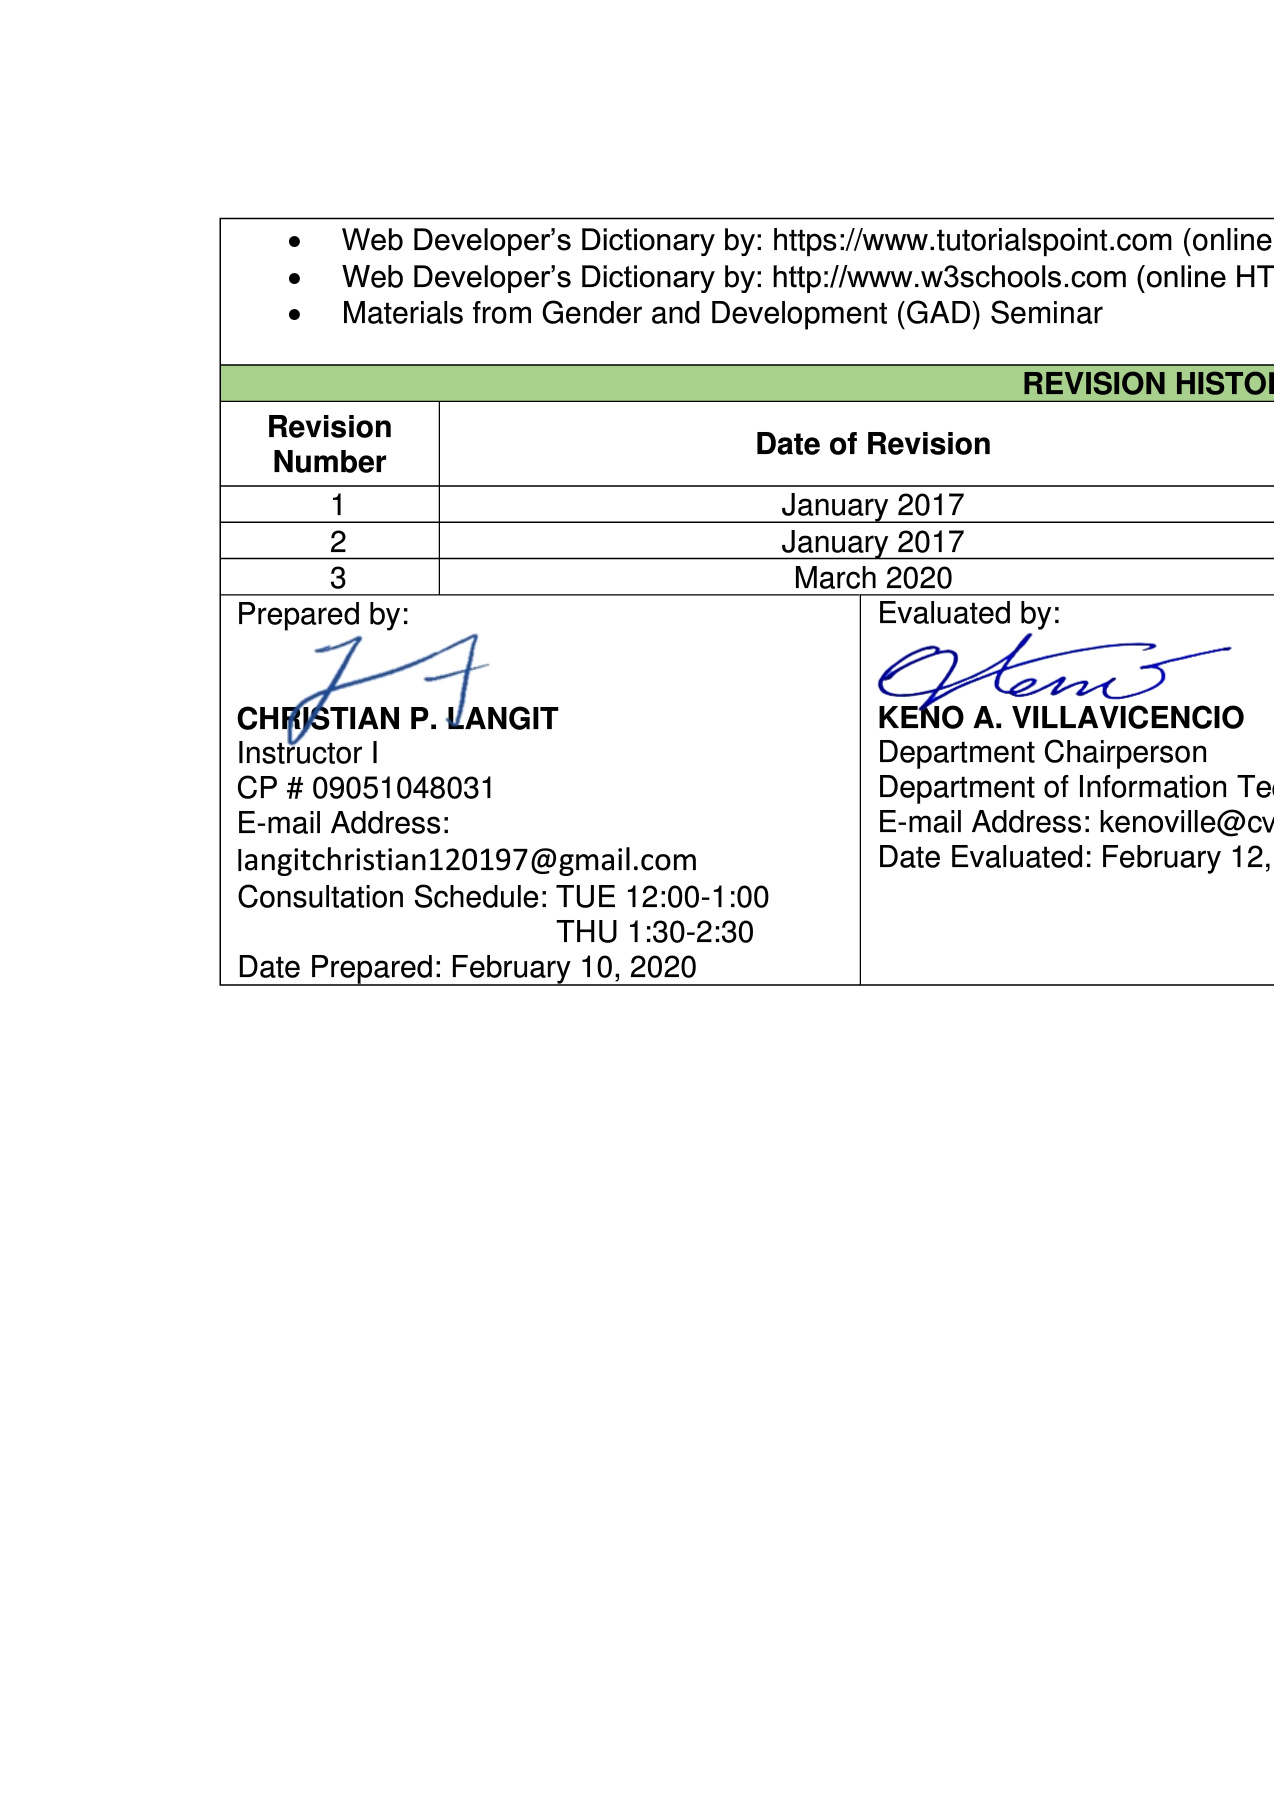 • Web Developer’s Dictionary by: https://www.tutorialspoint.com (online
• Web Developer’s Dictionary by: http://www.w3schools.com (online HT
• Materials from Gender and Development (GAD) Seminar
REVISION HISTOR
Revision Number Date of Revision
1 January 2017
2 January 2017
3 March 2020
Prepared by:
CHRISTIAN P. LANGIT
Instructor I
CP # 09051048031
E-mail Address:
langitchristian120197@gmail.com
Consultation Schedule: TUE 12:00-1:00
THU 1:30-2:30
Date Prepared: February 10, 2020
Evaluated by:
KENO A. VILLAVICENCIO
Department Chairperson
Department of Information Te
E-mail Address: kenoville@cv
Date Evaluated: February 12,